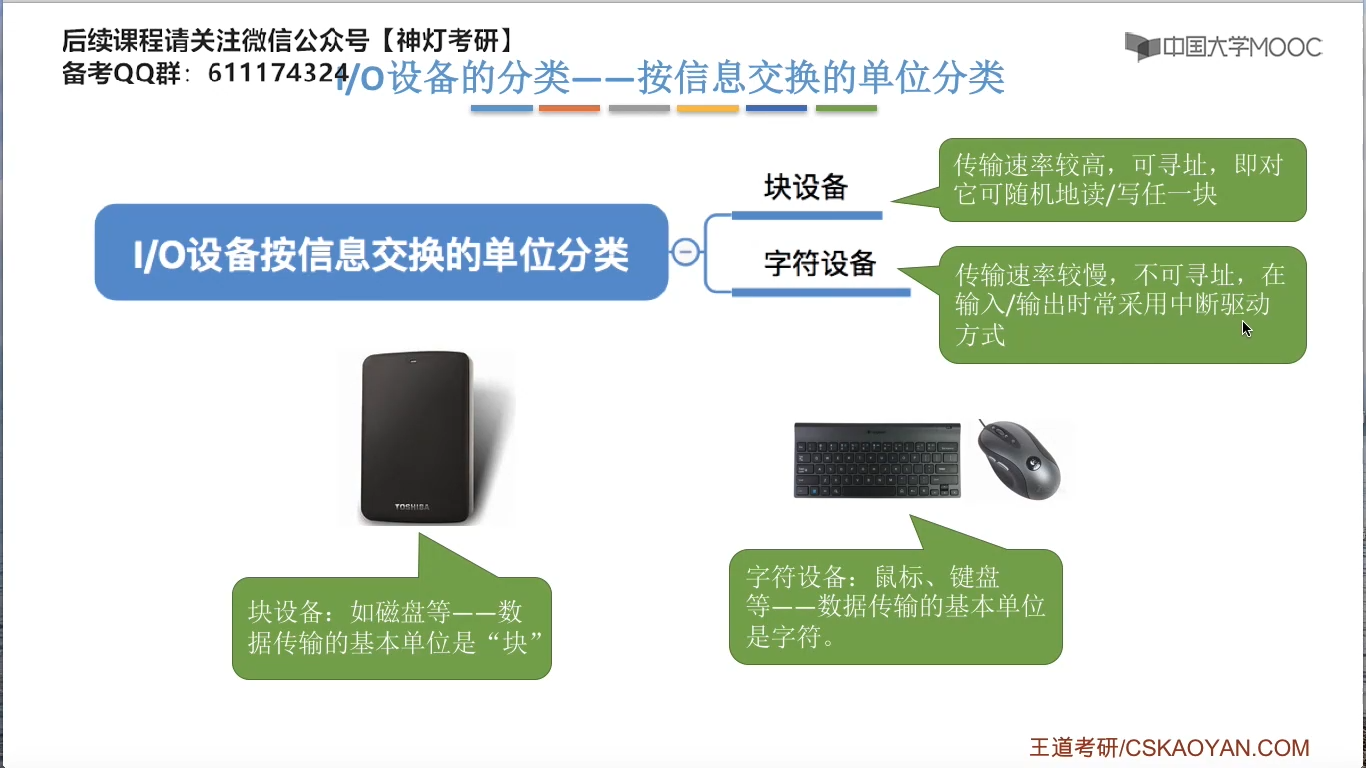 后续课程请关注微信公众号【神灯考研】
备考QQ群：611174324
I/O设备的分类——按信息交换的单位分类
中国大学MOOC
块设备
传输速率较高，可寻址，即对
它可随机地读/写任一块
I/O设备按信息交换的单位分类
字符设备
传输速率较慢，不可寻址，在
输入/输出时常采用中断驱动
方式
TOSHIBA
块设备：如磁盘等——数
据传输的基本单位是“块”
字符设备：鼠标、键盘
等——数据传输的基本单位
是字符。
王道考研/CSKAOYAN.COM